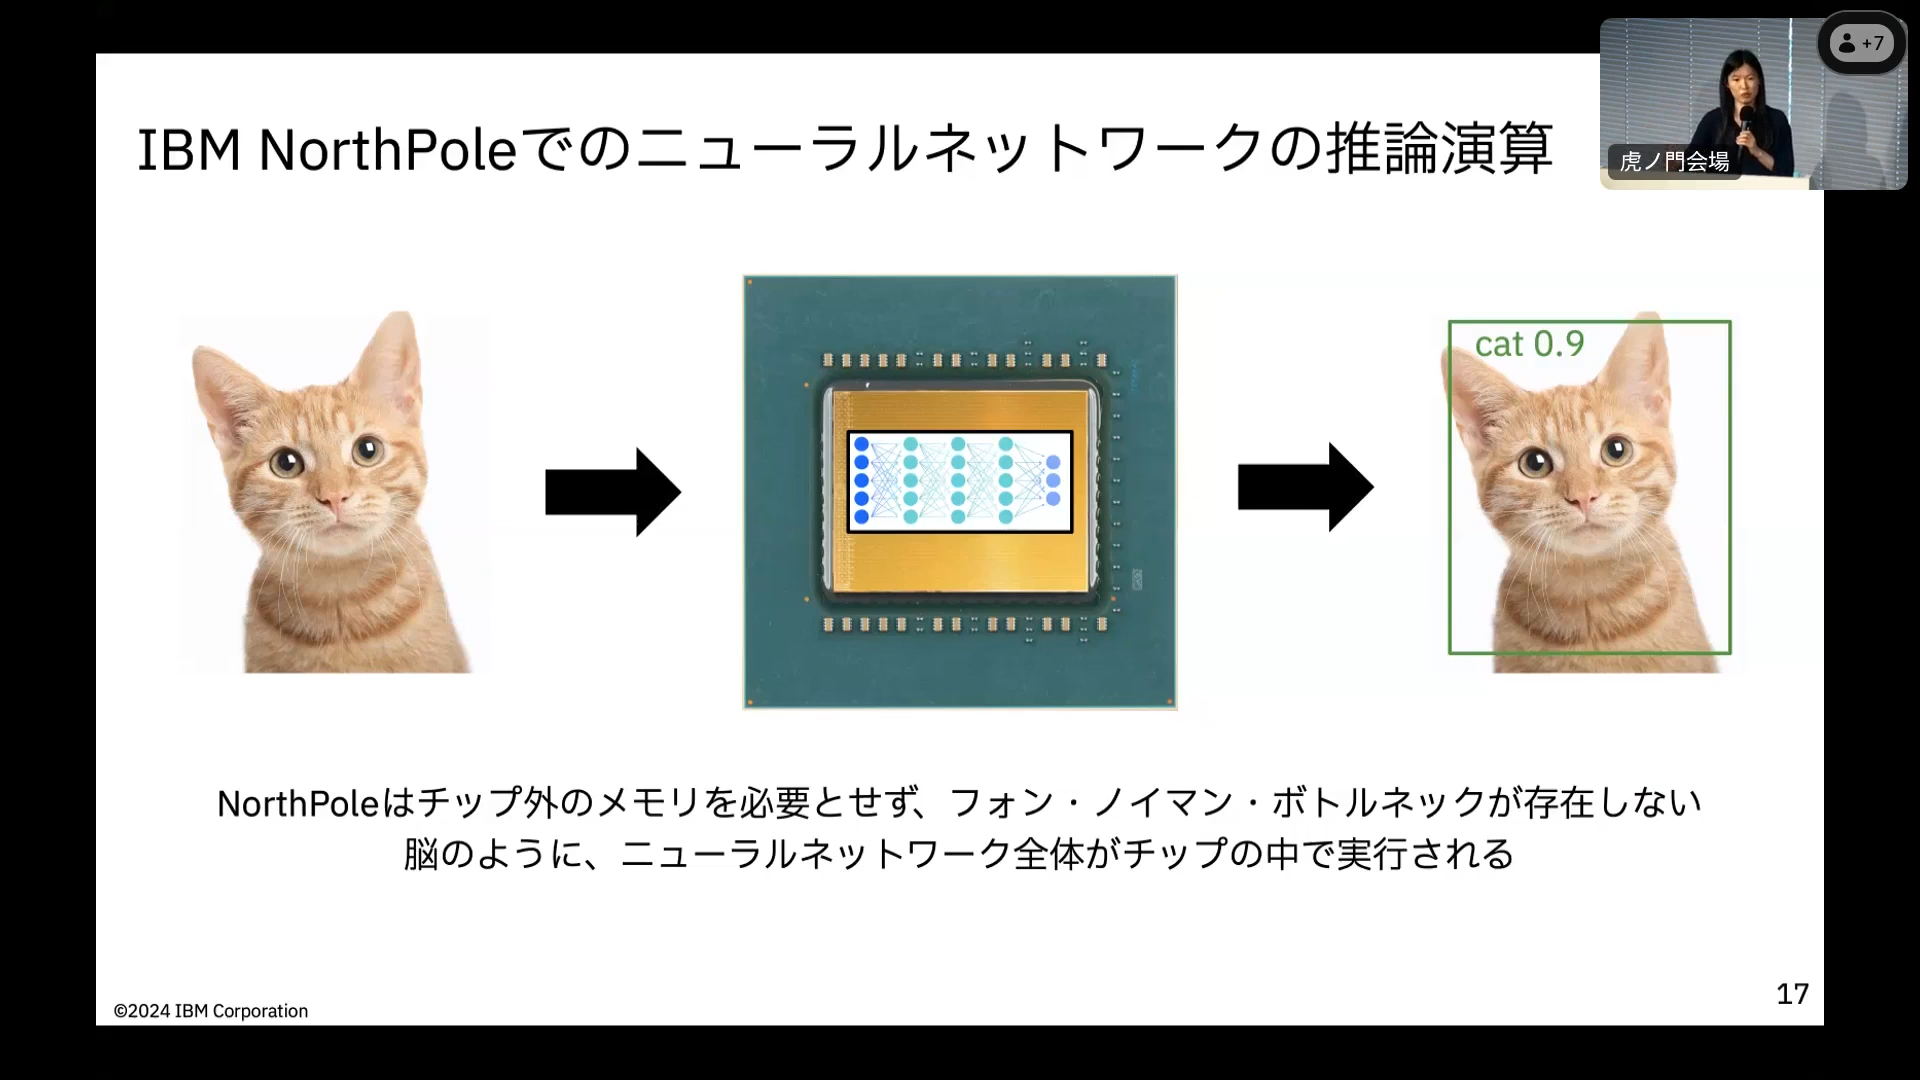 +7
虎ノ門会場
IBM NorthPoleでのニューラルネットワークの推論演算
cat 0.9
NorthPoleはチップ外のメモリを必要とせず、フォン・ノイマン・ボトルネックが存在しない
脳のように、ニューラルネットワーク全体がチップの中で実行される
©2024 IBM Corporation
17